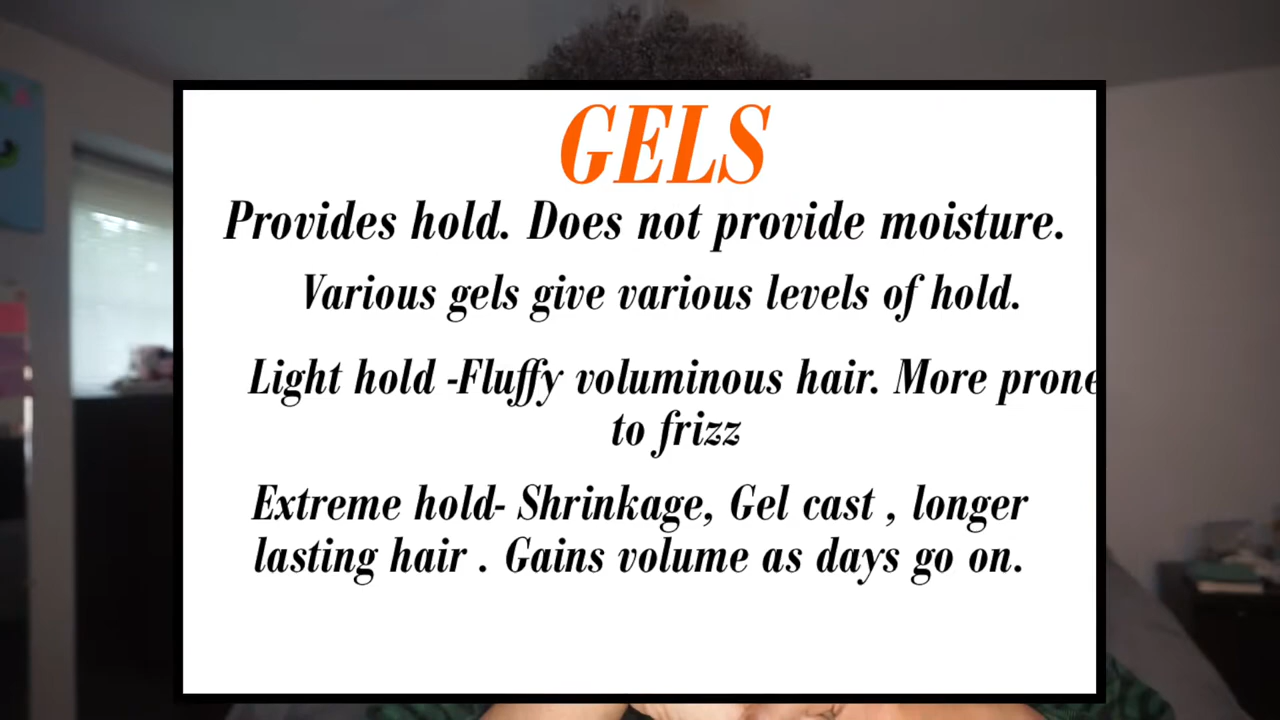 GELS
Provides hold. Does not provide moisture.
Various gels give various levels of hold.
Light hold -Fluffy voluminous hair. More prone
to frizz
Extreme hold- Shrinkage, Gel cast , longer
lasting hair . Gains volume as days go on.